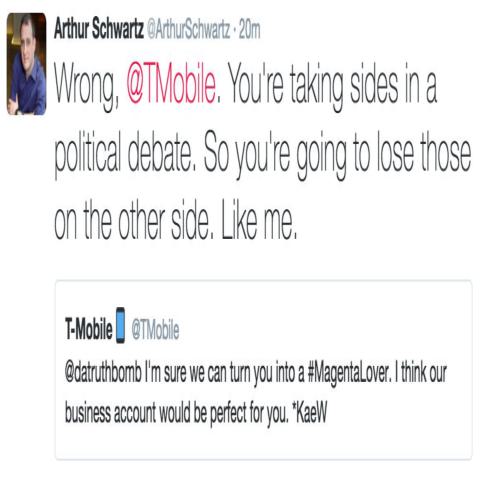 Arthur Schwartz @ArthurSchwartz · 20m
Wrong, @TMobile. You're taking sides in a
political debate. So you're going to lose those
on the other side. Like me.
T-Mobile @TMobile
@datruthbomb I'm sure we can turn you into a #MagentaLover. I think our
business account would be perfect for you. *KaeW